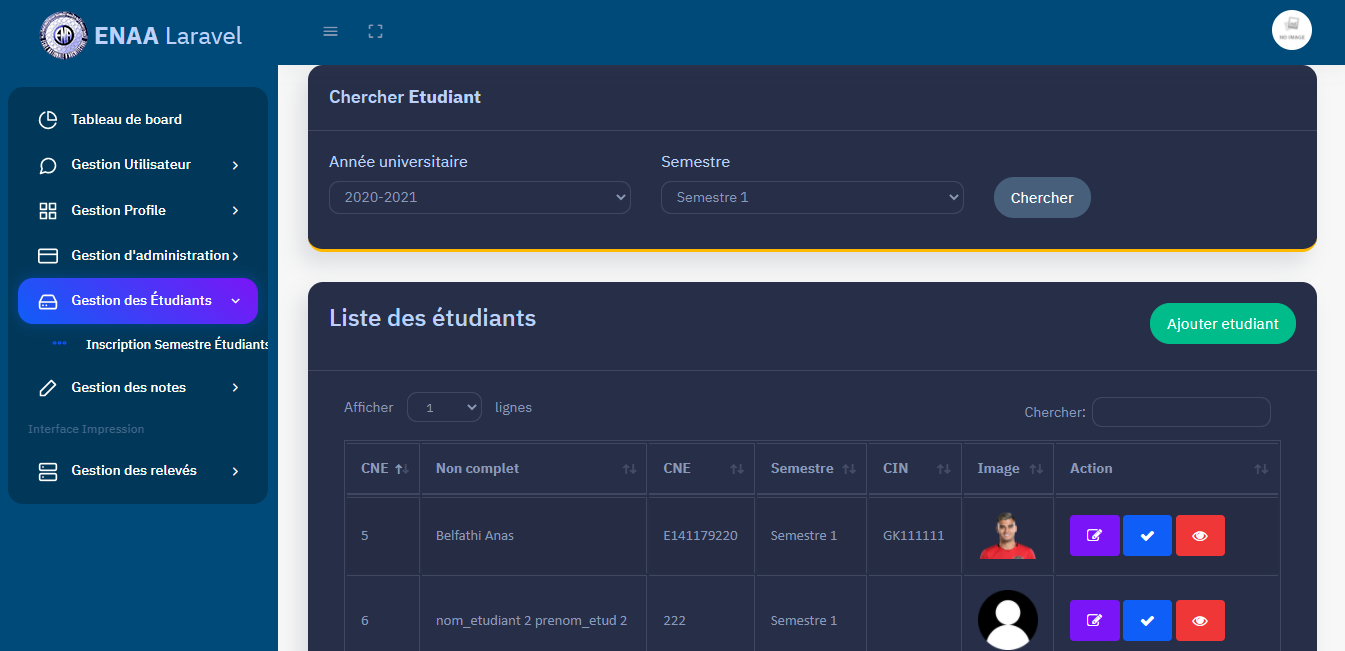 ENAA Laravel
NO IMAGE
Tableau de board
Gestion Utilisateur
Gestion Profile
Gestion d'administration
Gestion des Étudiants
Inscription Semestre Étudiants
Gestion des notes
Interface Impression
Gestion des relevés
Chercher Etudiant
Année universitaire
Semestre
2020-2021
Semestre 1
Chercher
Liste des étudiants
Ajouter etudiant
Afficher 1 lignes
Chercher:
CNE Non complet CNE Semestre CIN Image Action
5 Belfathi Anas E141179220 Semestre 1 GK111111
6 nom_etudiant 2 prenom_etud 2 222 Semestre 1